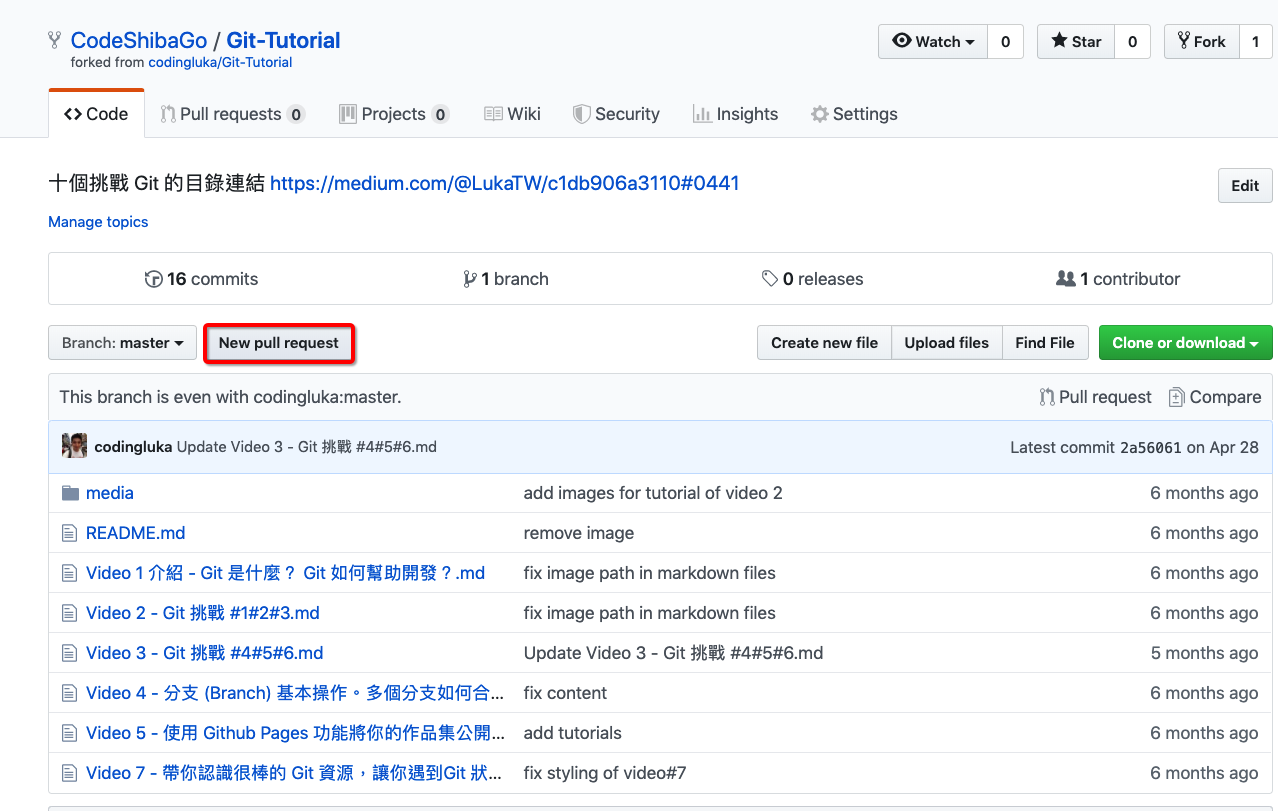 CodeShibaGo / Git-Tutorial
Watch 0 Star 0 Fork 1
forked from codingluka/Git-Tutorial
Code Pull requests 0 Projects 0 Wiki Security Insights Settings
十個挑戰 Git 的目錄連結 https://medium.com/@LukaTW/c1db906a3110#0441
Edit
Manage topics
16 commits 1 branch 0 releases 1 contributor
Branch: master New pull request Create new file Upload files Find File Clone or download
This branch is even with codingluka:master. Pull request Compare
codingluka Update Video 3 - Git 挑戰 #4#5#6.md Latest commit 2a56061 on Apr 28
media add images for tutorial of video 2 6 months ago
README.md remove image 6 months ago
Video 1 介紹 - Git 是什麼？ Git 如何幫助開發？.md fix image path in markdown files 6 months ago
Video 2 - Git 挑戰 #1#2#3.md fix image path in markdown files 6 months ago
Video 3 - Git 挑戰 #4#5#6.md Update Video 3 - Git 挑戰 #4#5#6.md 5 months ago
Video 4 - 分支 (Branch) 基本操作。多個分支如何合... fix content 6 months ago
Video 5 - 使用 Github Pages 功能將你的作品集公開... add tutorials 6 months ago
Video 7 - 帶你認識很棒的 Git 資源，讓你遇到Git 狀... fix styling of video#7 6 months ago